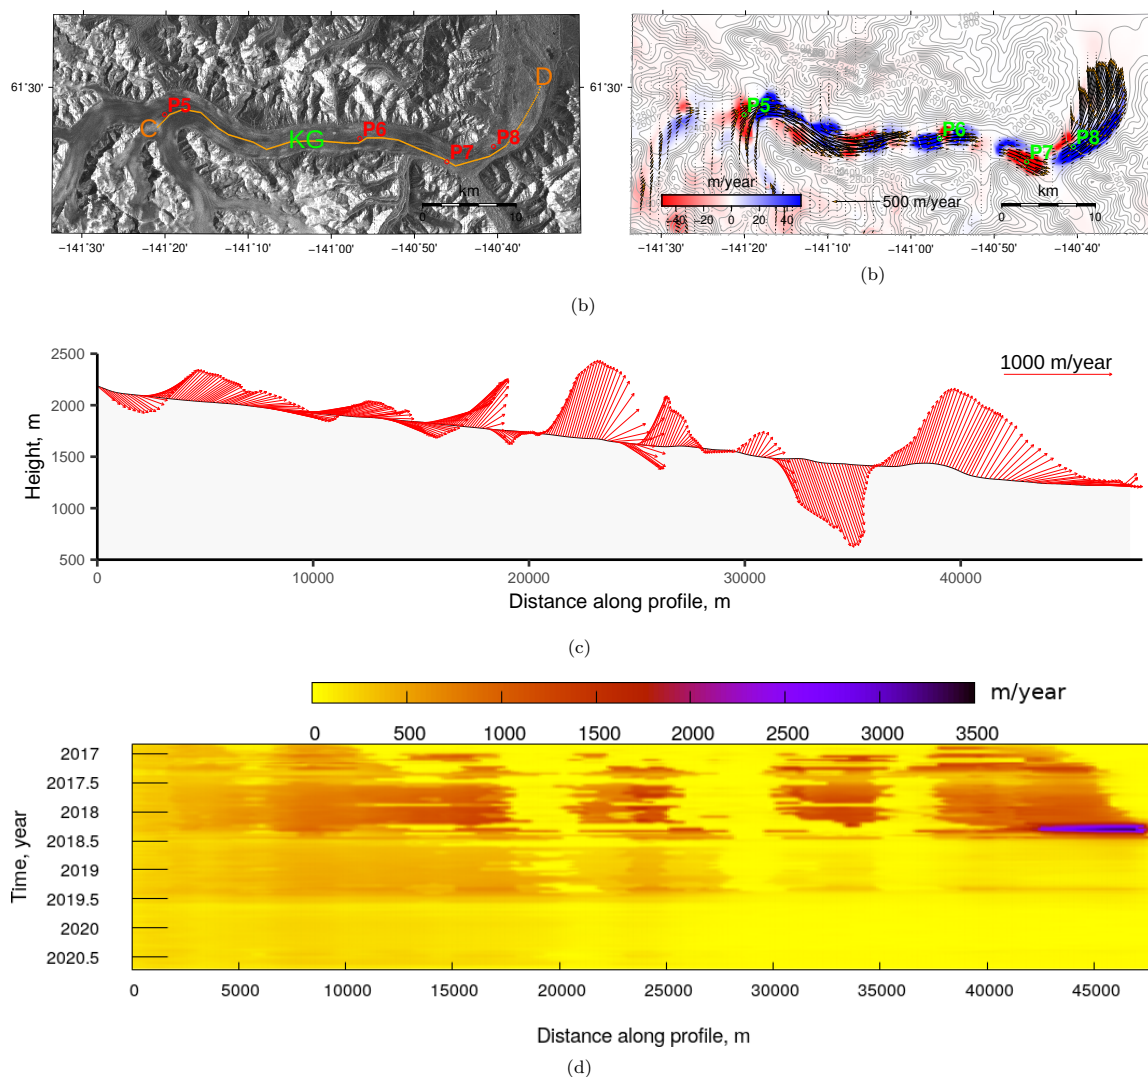 61°30'
C
P5
KG
P6
P7
P8
D
km
0
10
−141°30' −141°20' −141°10' −141°00' −140°50' −140°40'
(b)
61°30'
P5
P6
P7
P8
m/year
−40 −20 0 20 40
500 m/year
km
0
10
−141°30' −141°20' −141°10' −141°00' −140°50' −140°40'
(b)
2500
2000
1500
1000
500
Height, m
1000 m/year
0 10000 20000 30000 40000
Distance along profile, m
(c)
m/year
0 500 1000 1500 2000 2500 3000 3500
2017
2017.5
2018
2018.5
2019
2019.5
2020
2020.5
Time, year
0 5000 10000 15000 20000 25000 30000 35000 40000 45000
Distance along profile, m
(d)